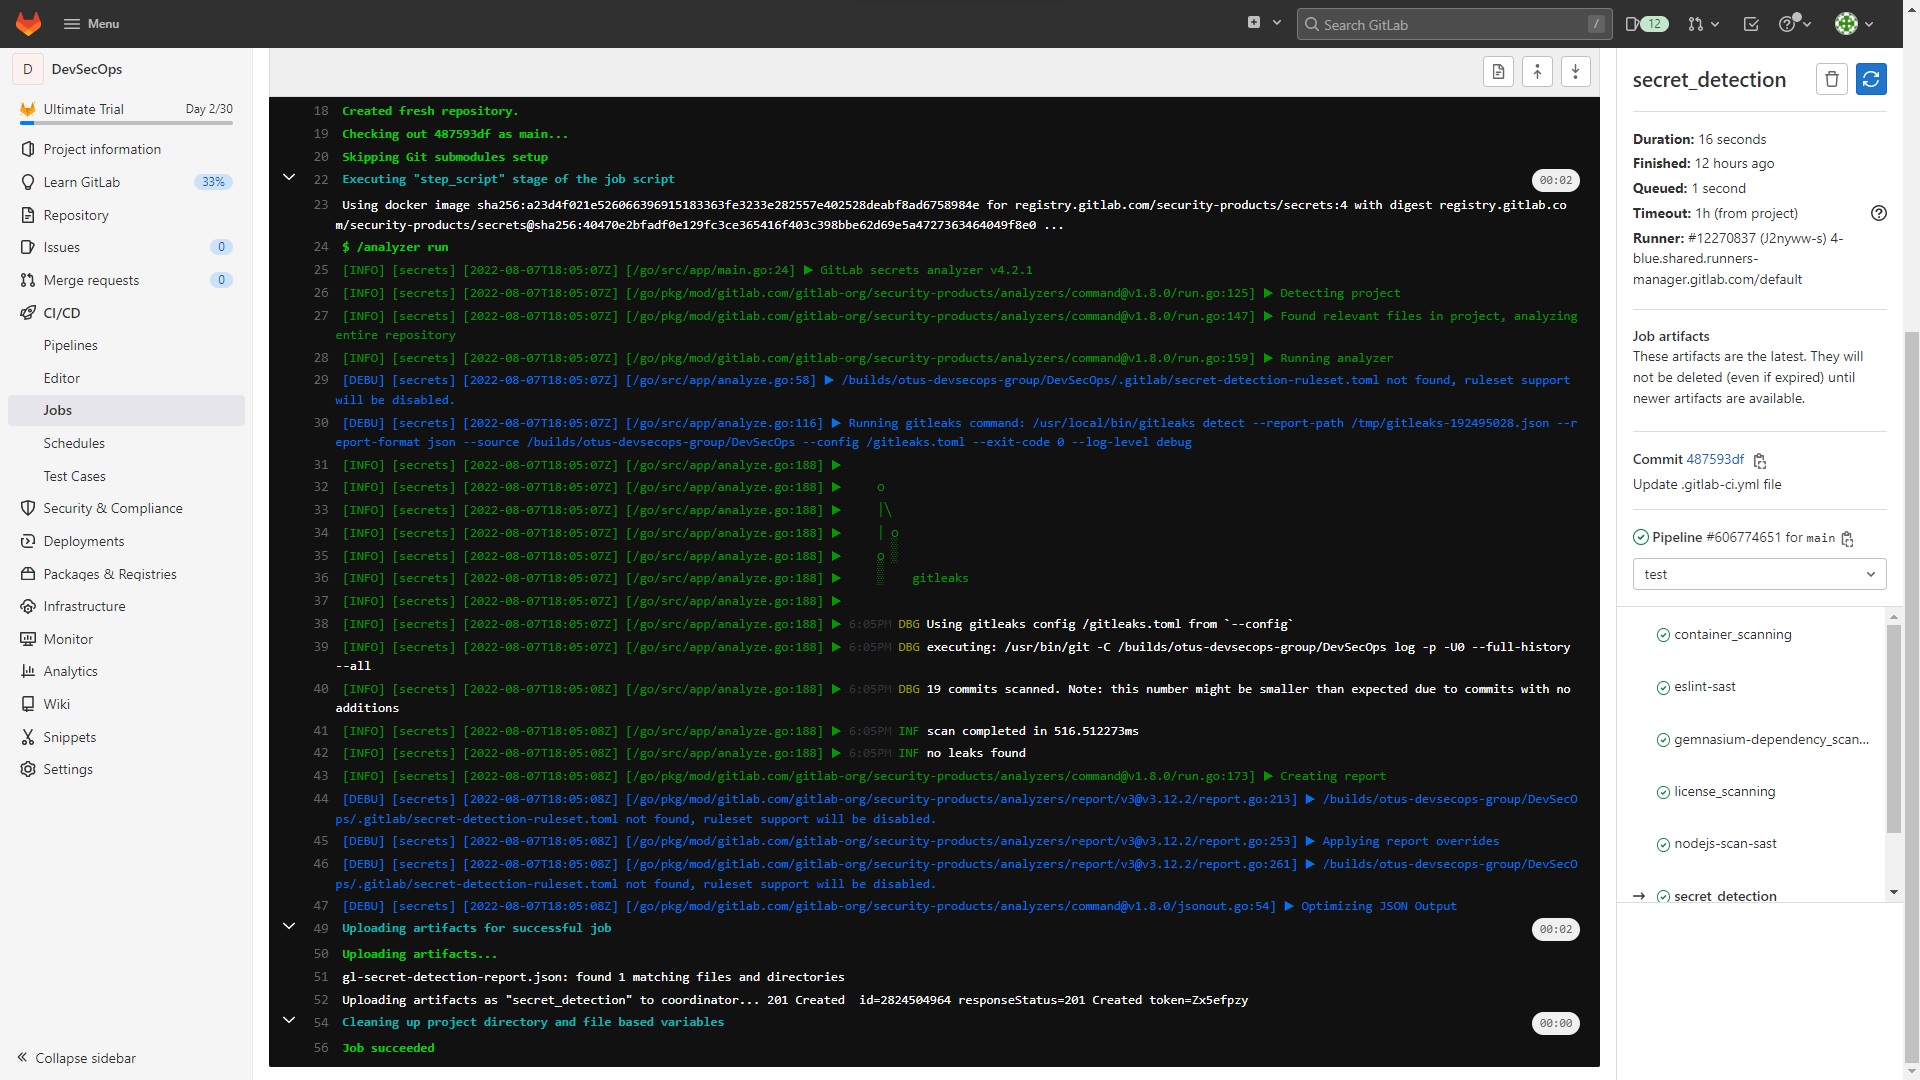 Menu
Search GitLab
/
12
D
DevSecOps
Ultimate Trial
Day 2/30
Project information
Learn GitLab
33%
Repository
Issues
0
Merge requests
0
CI/CD
Pipelines
Editor
Jobs
Schedules
Test Cases
Security & Compliance
Deployments
Packages & Registries
Infrastructure
Monitor
Analytics
Wiki
Snippets
Settings
Collapse sidebar
18 Created fresh repository.
19 Checking out 487593df as main...
20 Skipping Git submodules setup
22 Executing "step_script" stage of the job script
00:02
23 Using docker image sha256:a23d4f021e526066396915183363fe3233e282557e402528deabf8ad6758984e for registry.gitlab.com/security-products/secrets:4 with digest registry.gitlab.co
m/security-products/secrets@sha256:40470e2bfadf0e129fc3ce365416f403c398bbe62d69e5a4727363464049f8e0 ...
24 $ /analyzer run
25 [INFO] [secrets] [2022-08-07T18:05:07Z] [/go/src/app/main.go:24] ▶ GitLab secrets analyzer v4.2.1
26 [INFO] [secrets] [2022-08-07T18:05:07Z] [/go/pkg/mod/gitlab.com/gitlab-org/security-products/analyzers/command@v1.8.0/run.go:125] ▶ Detecting project
27 [INFO] [secrets] [2022-08-07T18:05:07Z] [/go/pkg/mod/gitlab.com/gitlab-org/security-products/analyzers/command@v1.8.0/run.go:147] ▶ Found relevant files in project, analyzing
entire repository
28 [INFO] [secrets] [2022-08-07T18:05:07Z] [/go/pkg/mod/gitlab.com/gitlab-org/security-products/analyzers/command@v1.8.0/run.go:159] ▶ Running analyzer
29 [DEBU] [secrets] [2022-08-07T18:05:07Z] [/go/src/app/analyze.go:58] ▶ /builds/otus-devsecops-group/DevSecOps/.gitlab/secret-detection-ruleset.toml not found, ruleset support
will be disabled.
30 [DEBU] [secrets] [2022-08-07T18:05:07Z] [/go/src/app/analyze.go:116] ▶ Running gitleaks command: /usr/local/bin/gitleaks detect --report-path /tmp/gitleaks-192495028.json --r
eport-format json --source /builds/otus-devsecops-group/DevSecOps --config /gitleaks.toml --exit-code 0 --log-level debug
31 [INFO] [secrets] [2022-08-07T18:05:07Z] [/go/src/app/analyze.go:188] ▶
32 [INFO] [secrets] [2022-08-07T18:05:07Z] [/go/src/app/analyze.go:188] ▶ o
33 [INFO] [secrets] [2022-08-07T18:05:07Z] [/go/src/app/analyze.go:188] ▶ |\
34 [INFO] [secrets] [2022-08-07T18:05:07Z] [/go/src/app/analyze.go:188] ▶ | o
35 [INFO] [secrets] [2022-08-07T18:05:07Z] [/go/src/app/analyze.go:188] ▶ o ░
36 [INFO] [secrets] [2022-08-07T18:05:07Z] [/go/src/app/analyze.go:188] ▶ ░ gitleaks
37 [INFO] [secrets] [2022-08-07T18:05:07Z] [/go/src/app/analyze.go:188] ▶
38 [INFO] [secrets] [2022-08-07T18:05:07Z] [/go/src/app/analyze.go:188] ▶ 6:05PM DBG Using gitleaks config /gitleaks.toml from `--config`
39 [INFO] [secrets] [2022-08-07T18:05:07Z] [/go/src/app/analyze.go:188] ▶ 6:05PM DBG executing: /usr/bin/git -C /builds/otus-devsecops-group/DevSecOps log -p -U0 --full-history
--all
40 [INFO] [secrets] [2022-08-07T18:05:08Z] [/go/src/app/analyze.go:188] ▶ 6:05PM DBG 19 commits scanned. Note: this number might be smaller than expected due to commits with no
additions
41 [INFO] [secrets] [2022-08-07T18:05:08Z] [/go/src/app/analyze.go:188] ▶ 6:05PM INF scan completed in 516.512273ms
42 [INFO] [secrets] [2022-08-07T18:05:08Z] [/go/src/app/analyze.go:188] ▶ 6:05PM INF no leaks found
43 [INFO] [secrets] [2022-08-07T18:05:08Z] [/go/pkg/mod/gitlab.com/gitlab-org/security-products/analyzers/command@v1.8.0/run.go:173] ▶ Creating report
44 [DEBU] [secrets] [2022-08-07T18:05:08Z] [/go/pkg/mod/gitlab.com/gitlab-org/security-products/analyzers/report/v3@v3.12.2/report.go:213] ▶ /builds/otus-devsecops-group/DevSecO
ps/.gitlab/secret-detection-ruleset.toml not found, ruleset support will be disabled.
45 [DEBU] [secrets] [2022-08-07T18:05:08Z] [/go/pkg/mod/gitlab.com/gitlab-org/security-products/analyzers/report/v3@v3.12.2/report.go:253] ▶ Applying report overrides
46 [DEBU] [secrets] [2022-08-07T18:05:08Z] [/go/pkg/mod/gitlab.com/gitlab-org/security-products/analyzers/report/v3@v3.12.2/report.go:261] ▶ /builds/otus-devsecops-group/DevSecO
ps/.gitlab/secret-detection-ruleset.toml not found, ruleset support will be disabled.
47 [DEBU] [secrets] [2022-08-07T18:05:08Z] [/go/pkg/mod/gitlab.com/gitlab-org/security-products/analyzers/command@v1.8.0/jsonout.go:54] ▶ Optimizing JSON Output
49 Uploading artifacts for successful job
00:02
50 Uploading artifacts...
51 gl-secret-detection-report.json: found 1 matching files and directories
52 Uploading artifacts as "secret_detection" to coordinator... 201 Created  id=2824504964 responseStatus=201 Created token=Zx5efpzy
54 Cleaning up project directory and file based variables
00:00
56 Job succeeded
secret_detection
Duration: 16 seconds
Finished: 12 hours ago
Queued: 1 second
Timeout: 1h (from project)
Runner: #12270837 (J2nyww-s) 4-
blue.shared.runners-
manager.gitlab.com/default
Job artifacts
These artifacts are the latest. They will
not be deleted (even if expired) until
newer artifacts are available.
Commit 487593df
Update .gitlab-ci.yml file
Pipeline #606774651 for main
test
container_scanning
eslint-sast
gemnasium-dependency_scan...
license_scanning
nodejs-scan-sast
→ secret_detection